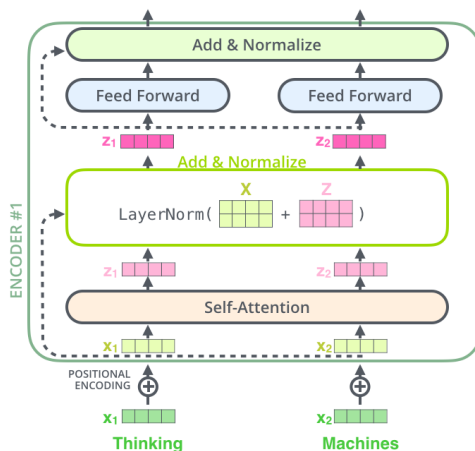 Add & Normalize
Feed Forward Feed Forward
z1 z2
Add & Normalize
X Z
LayerNorm( + )
z1 z2
Self-Attention
x1 x2
POSITIONAL
ENCODING
x1 x2
Thinking Machines
ENCODER #1